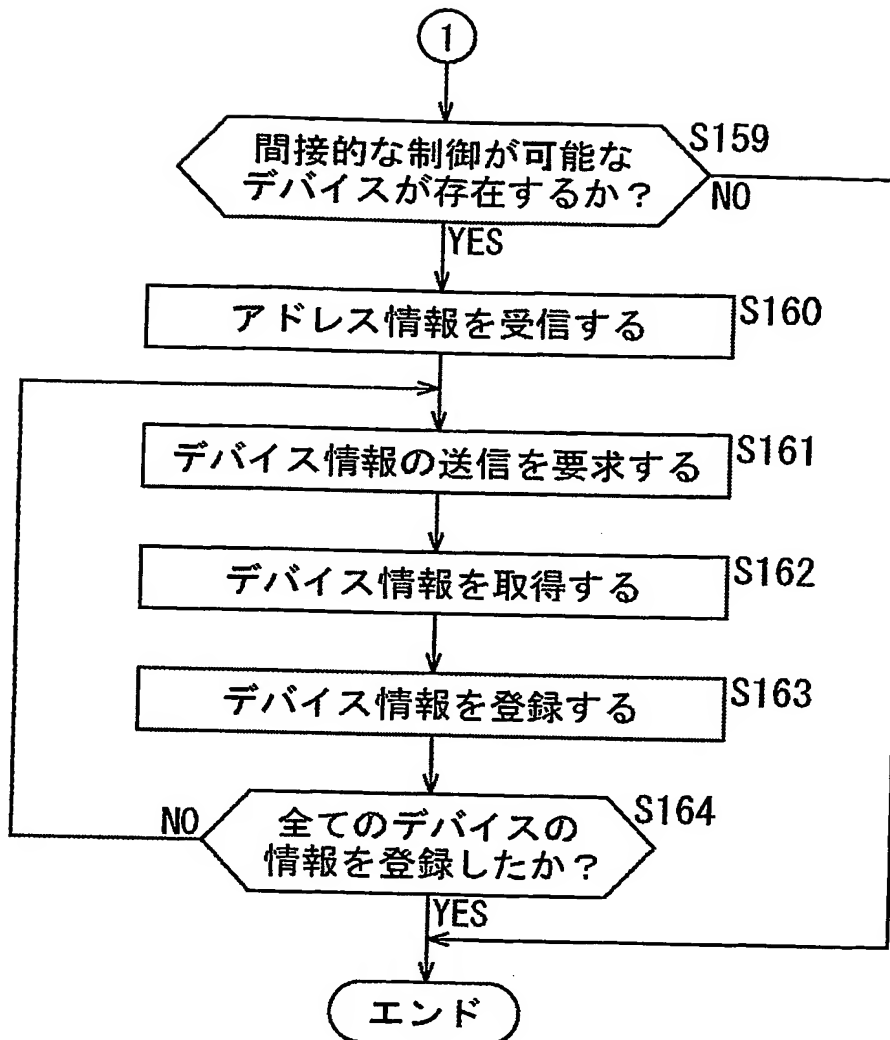 1
間接的な制御が可能な
デバイスが存在するか?
S159
NO
YES
アドレス情報を受信する
S160
デバイス情報の送信を要求する
S161
デバイス情報を取得する
S162
デバイス情報を登録する
S163
全てのデバイスの
情報を登録したか?
S164
NO
YES
エンド